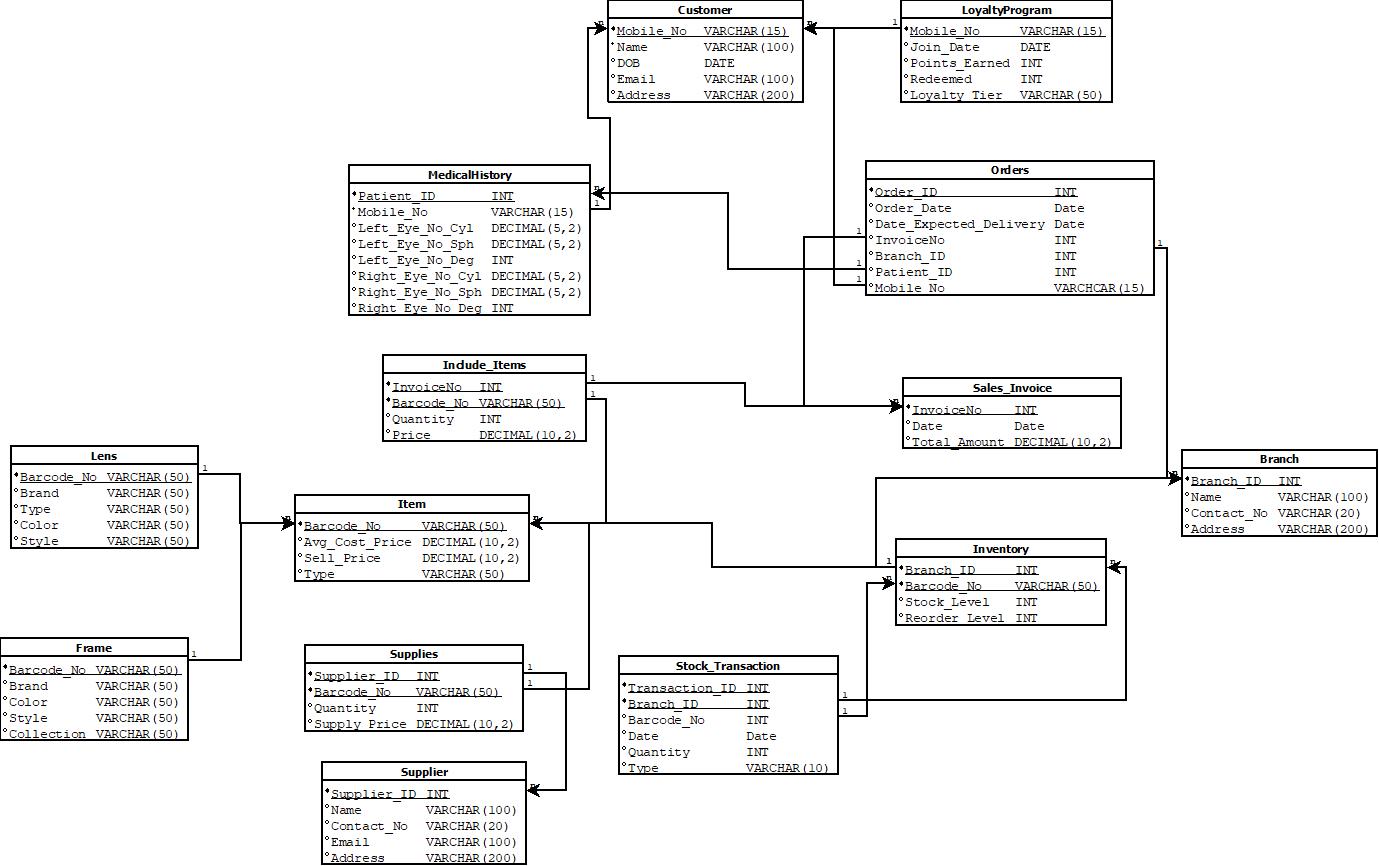 Customer
Mobile_No VARCHAR(15)
Name VARCHAR(100)
DOB DATE
Email VARCHAR(100)
Address VARCHAR(200)
LoyaltyProgram
Mobile_No VARCHAR(15)
Join_Date DATE
Points_Earned INT
Redeemed INT
Loyalty_Tier VARCHAR(50)
n
n
1
MedicalHistory
Patient_ID INT
Mobile_No VARCHAR(15)
Left_Eye_No_Cyl DECIMAL(5,2)
Left_Eye_No_Sph DECIMAL(5,2)
Left_Eye_No_Deg INT
Right_Eye_No_Cyl DECIMAL(5,2)
Right_Eye_No_Sph DECIMAL(5,2)
Right_Eye_No_Deg INT
n
1
Orders
Order_ID INT
Order_Date Date
Date_Expected_Delivery Date
InvoiceNo INT
Branch_ID INT
Patient_ID INT
Mobile_No VARCHCAR(15)
1
1
1
1
Include_Items
InvoiceNo INT
Barcode_No VARCHAR(50)
Quantity INT
Price DECIMAL(10,2)
1
1
Sales_Invoice
InvoiceNo INT
Date Date
Total_Amount DECIMAL(10,2)
n
Lens
Barcode_No VARCHAR(50)
Brand VARCHAR(50)
Type VARCHAR(50)
Color VARCHAR(50)
Style VARCHAR(50)
1
Item
Barcode_No VARCHAR(50)
Avg_Cost_Price DECIMAL(10,2)
Sell_Price DECIMAL(10,2)
Type VARCHAR(50)
n
n
Branch
Branch_ID INT
Name VARCHAR(100)
Contact_No VARCHAR(20)
Address VARCHAR(200)
n
Inventory
Branch_ID INT
Barcode_No VARCHAR(50)
Stock_Level INT
Reorder_Level INT
1
n
n
Frame
Barcode_No VARCHAR(50)
Brand VARCHAR(50)
Color VARCHAR(50)
Style VARCHAR(50)
Collection VARCHAR(50)
1
Supplies
Supplier_ID INT
Barcode_No VARCHAR(50)
Quantity INT
Supply_Price DECIMAL(10,2)
1
1
Stock_Transaction
Transaction_ID INT
Branch_ID INT
Barcode_No INT
Date Date
Quantity INT
Type VARCHAR(10)
1
1
Supplier
Supplier_ID INT
Name VARCHAR(100)
Contact_No VARCHAR(20)
Email VARCHAR(100)
Address VARCHAR(200)
n